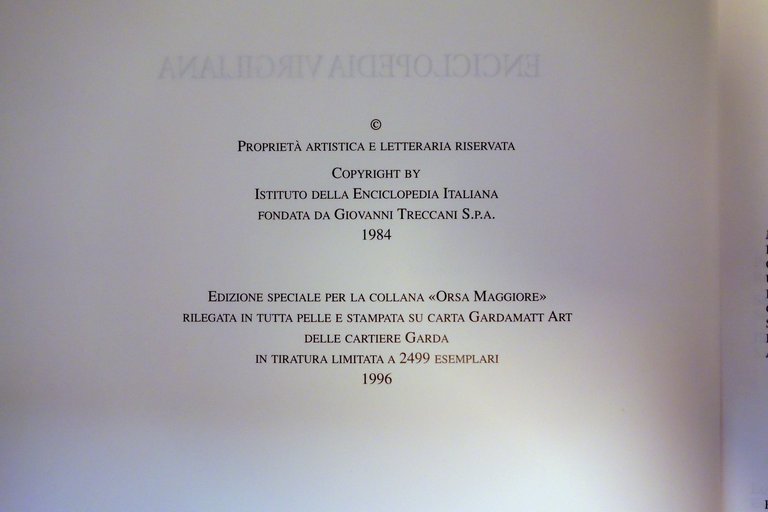 ENCICLOPEDIA VIRGILIANA
©
PROPRIETÀ ARTISTICA E LETTERARIA RISERVATA
COPYRIGHT BY
ISTITUTO DELLA ENCICLOPEDIA ITALIANA
FONDATA DA GIOVANNI TRECCANI S.P.A.
1984
EDIZIONE SPECIALE PER LA COLLANA «ORSA MAGGIORE»
RILEGATA IN TUTTA PELLE E STAMPATA SU CARTA GARDAMATT ART
DELLE CARTIERE GARDA
IN TIRATURA LIMITATA A 2499 ESEMPLARI
1996